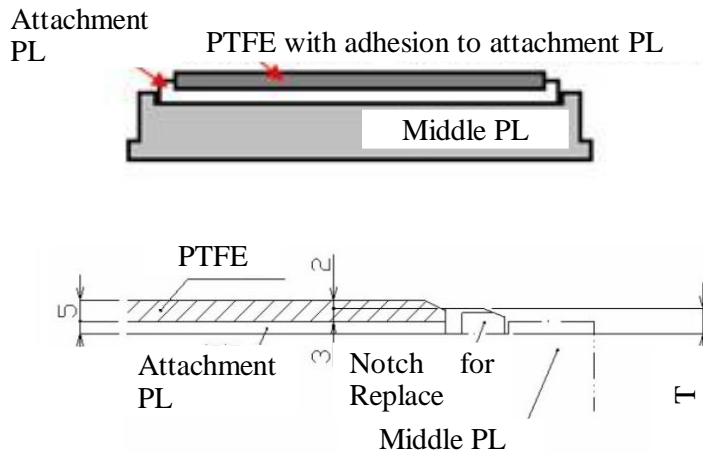 Attachment
PL
PTFE with adhesion to attachment PL
Middle PL
PTFE
2
5
3
Attachment
PL
Notch for
Replace
T
Middle PL